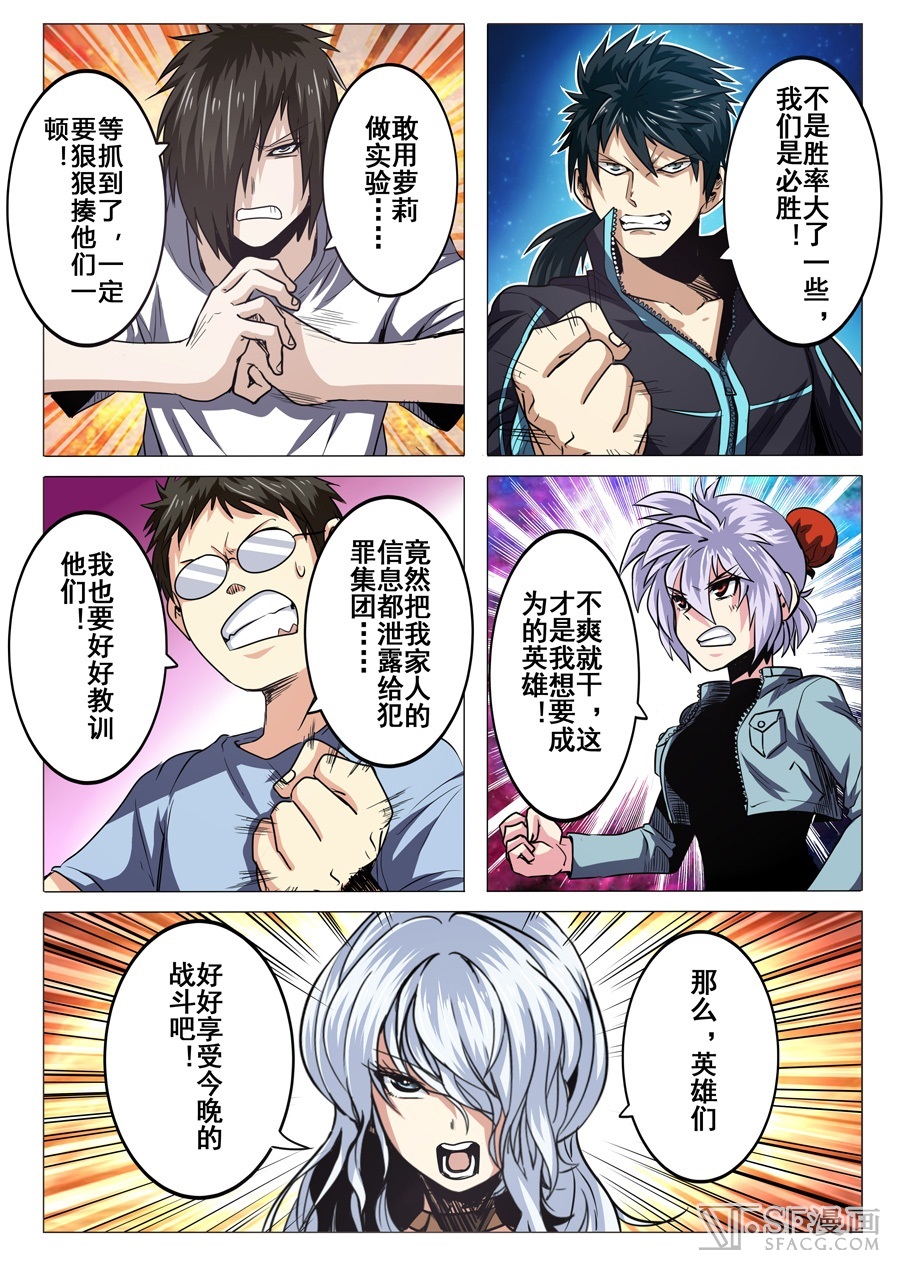 不是胜率大了一些，
我们是必胜！
敢用萝莉
做实验……
等抓到了，一定
要狠狠揍他们一
顿！
不爽就干，这
才是我想要成
为的英雄！
竟然把我家人的
信息都泄露给犯
罪集团……
我也要好好教训
他们！
那么，英雄们
好好享受今晚的
战斗吧！
SF漫画
SFACG.COM